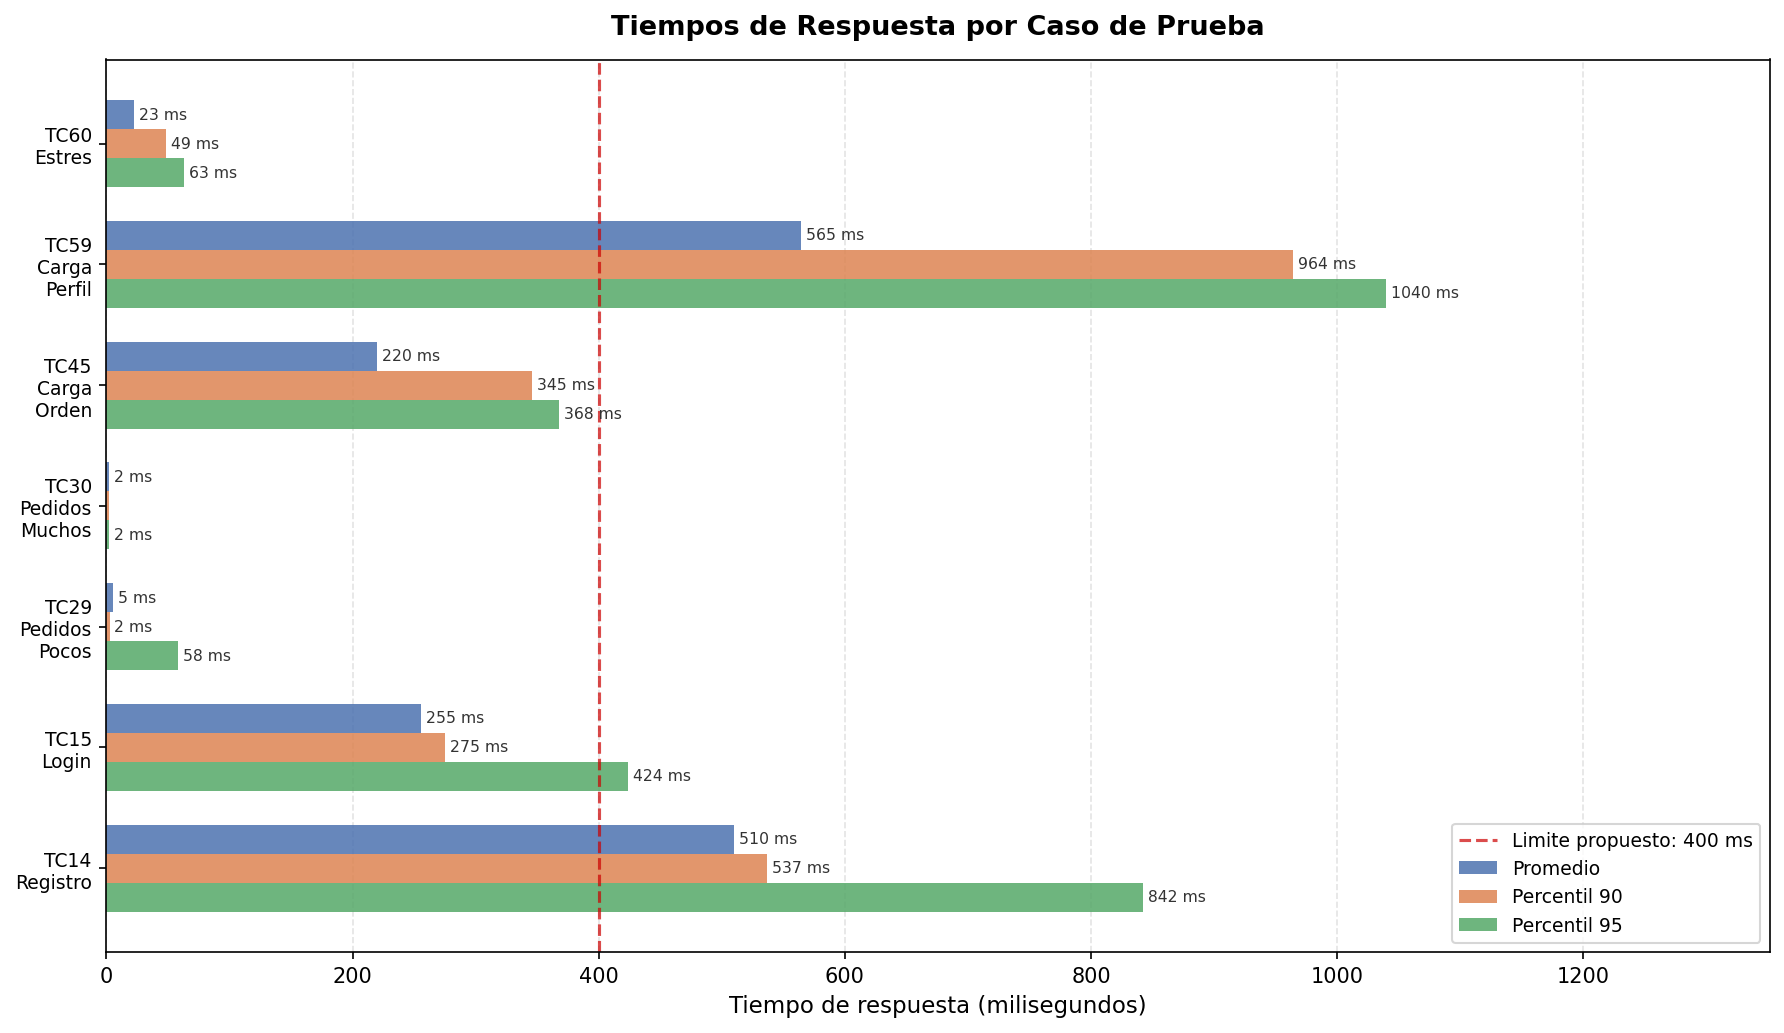 Tiempos de Respuesta por Caso de Prueba
TC60
Estres
23 ms
49 ms
63 ms
TC59
Carga
Perfil
565 ms
964 ms
1040 ms
TC45
Carga
Orden
220 ms
345 ms
368 ms
TC30
Pedidos
Muchos
2 ms
2 ms
TC29
Pedidos
Pocos
5 ms
2 ms
58 ms
TC15
Login
255 ms
275 ms
424 ms
TC14
Registro
510 ms
537 ms
842 ms
Limite propuesto: 400 ms
Promedio
Percentil 90
Percentil 95
0 200 400 600 800 1000 1200
Tiempo de respuesta (milisegundos)